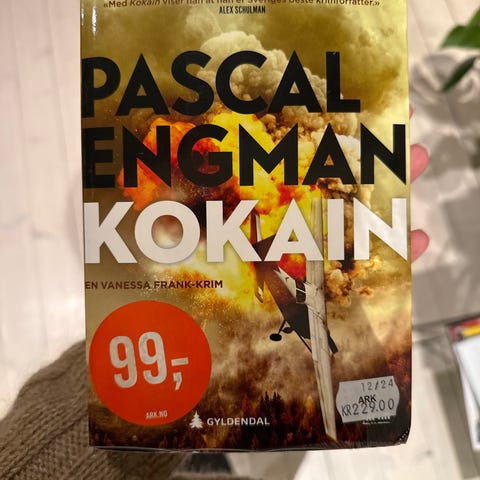 «Med Kokain viser han at han er Sveriges beste krimforfatter.»
ALEX SCHULMAN
PASCAL
ENGMAN
KOKAIN
EN VANESSA FRANK-KRIM
99,-
ARK.NO
GYLDENDAL
12/24
ARK
KR229.00